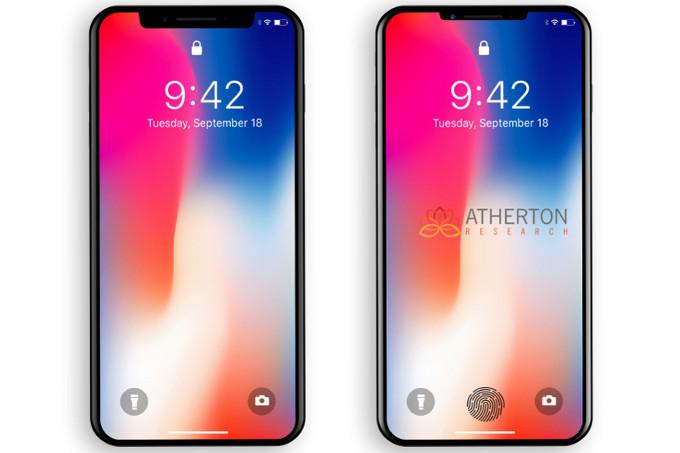 9:42
Tuesday, September 18
9:42
Tuesday, September 18
ATHERTON
RESEARCH